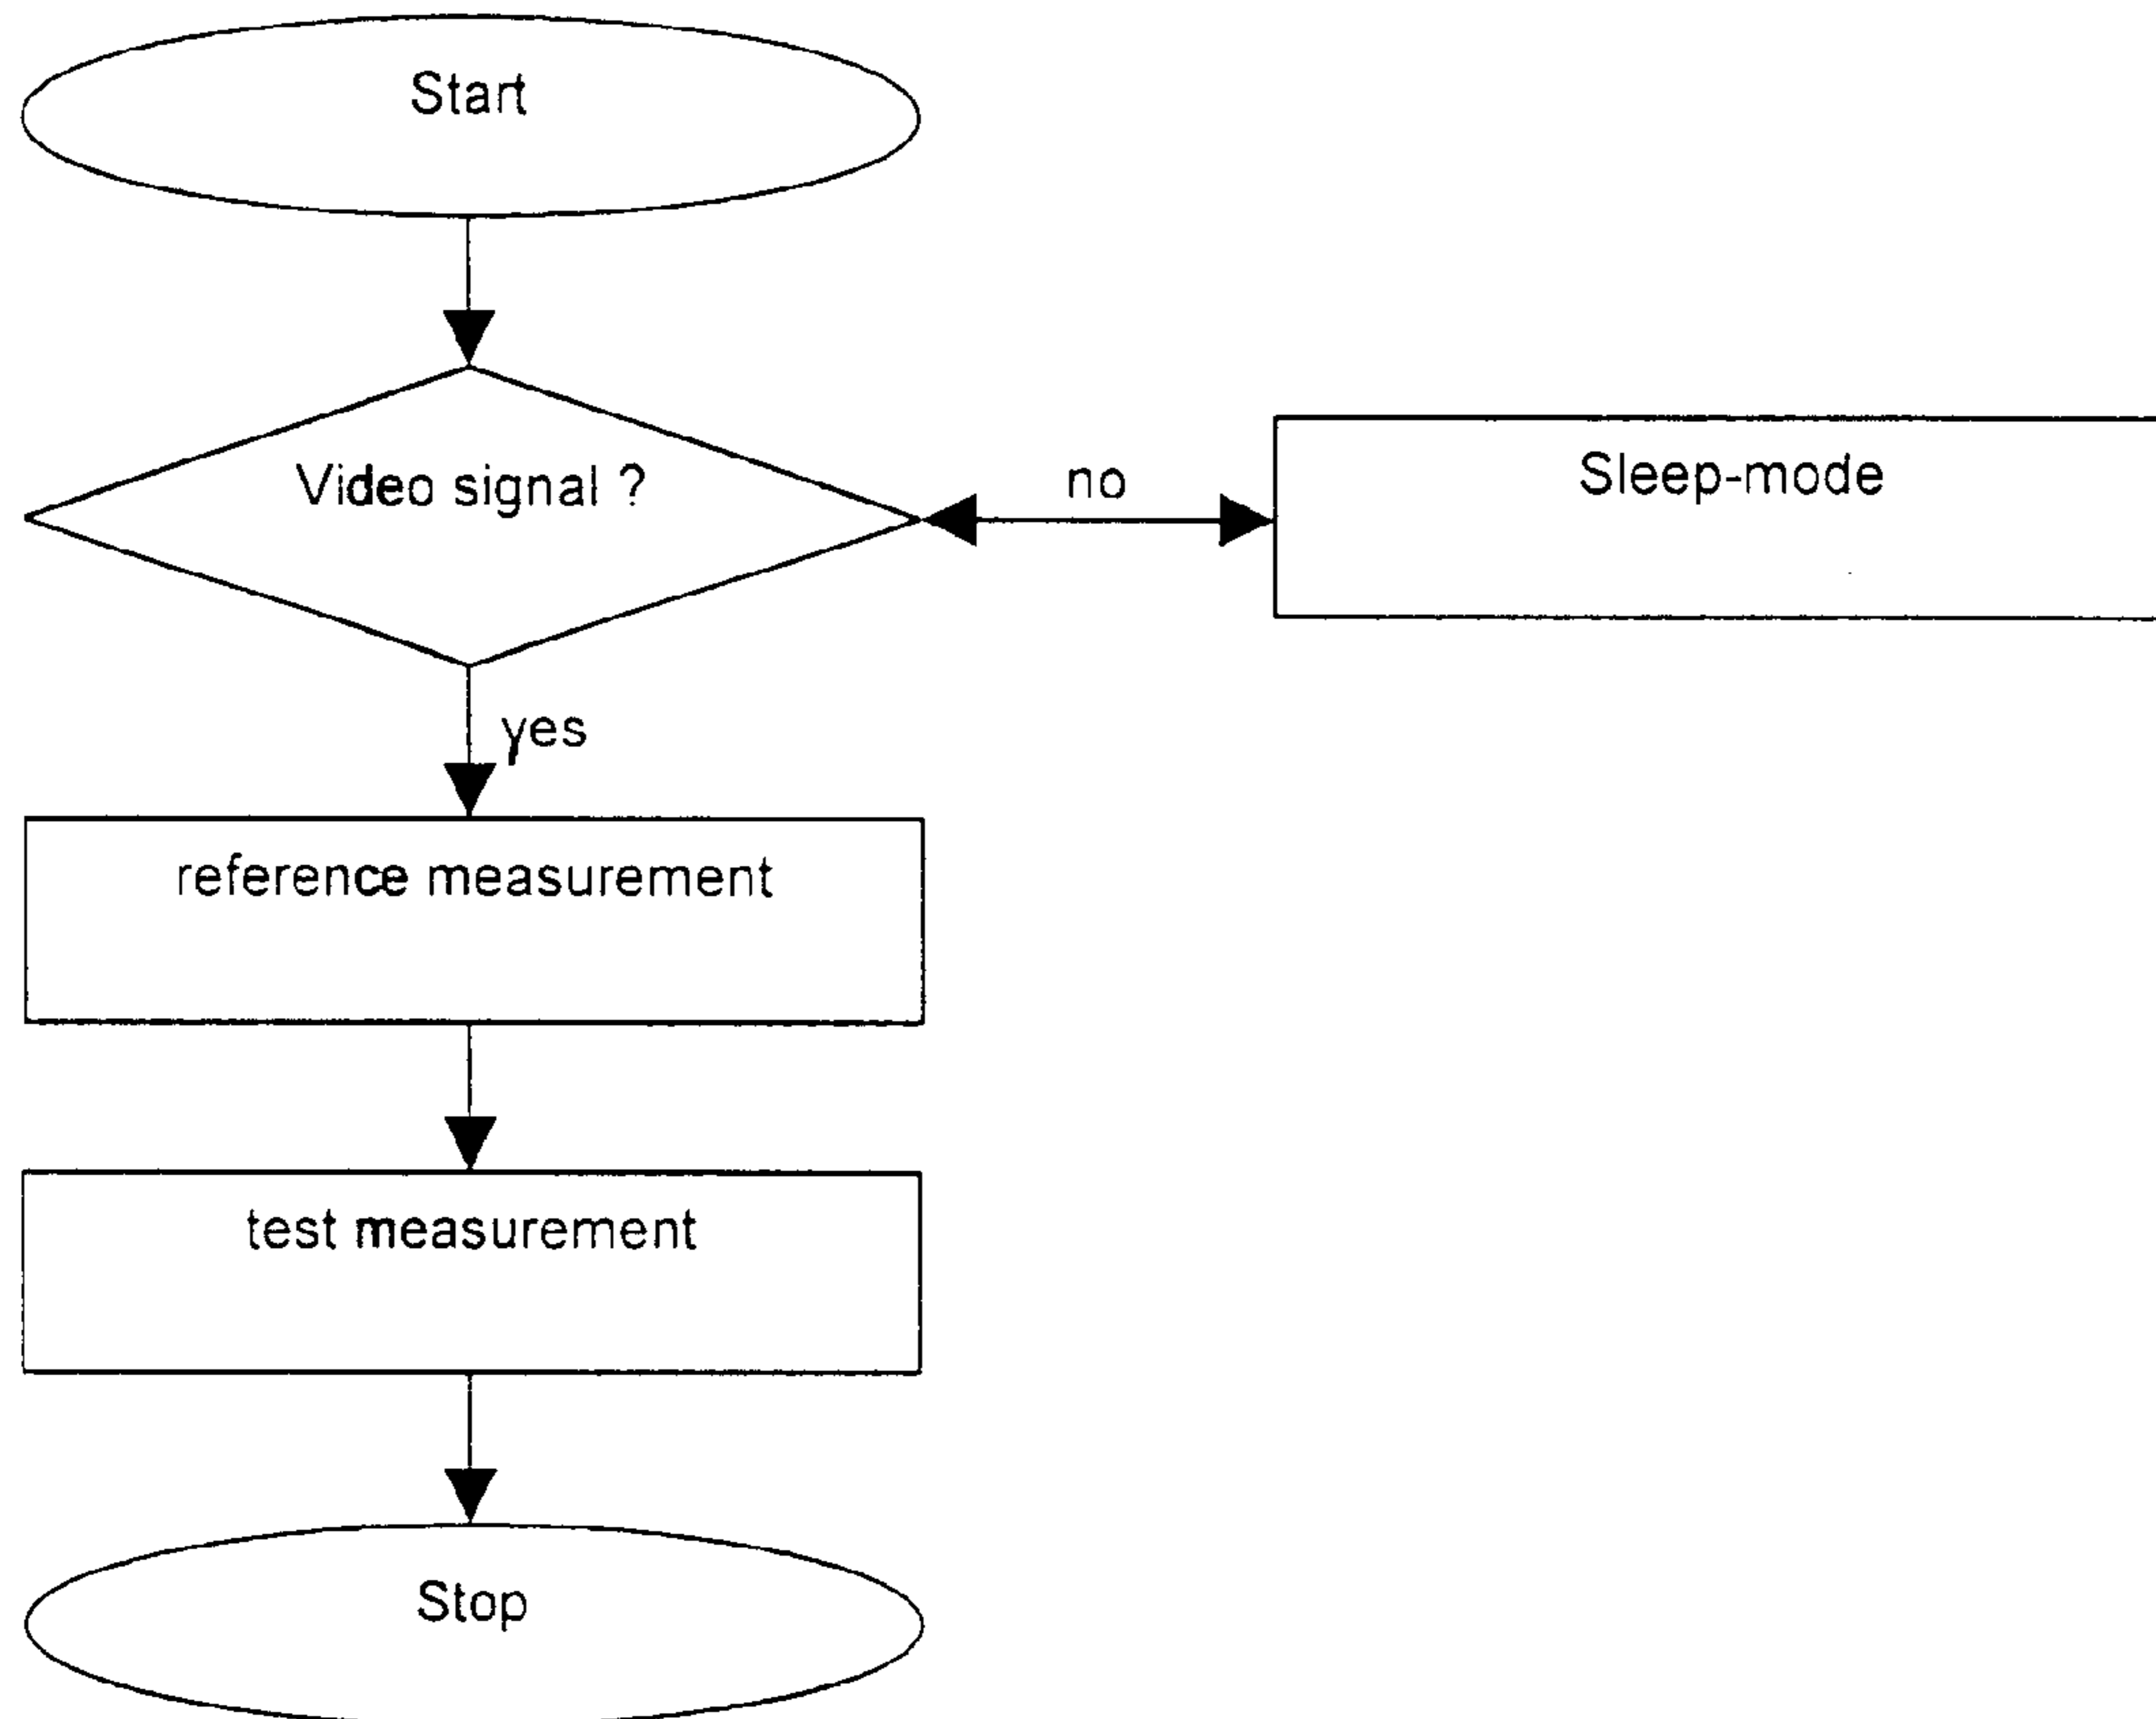 Start
Video signal ?
no
Sleep-mode
yes
reference measurement
test measurement
Stop